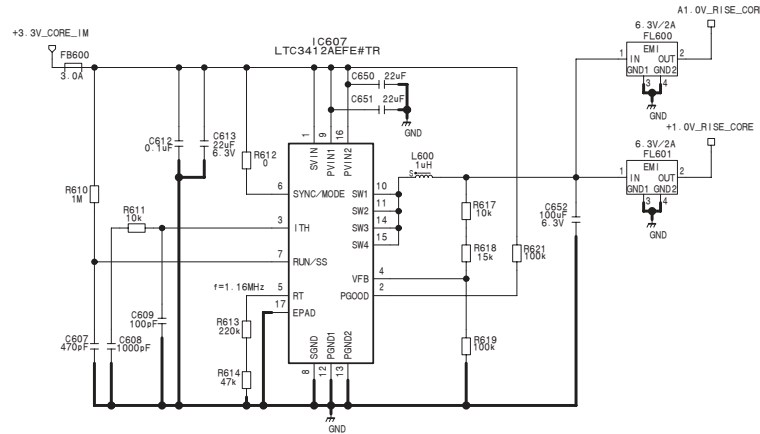 A1.0V_RISE_COR
6.3V/2A
FL600
+3.3V_CORE_IM
IC607
LTC3412AEFE#TR
EMI
1 IN OUT 2
GND1 GND2
3 4
GND
FB600
3.0A
C650 22uF
C651 22uF
GND
+1.0V_RISE_CORE
6.3V/2A
FL601
EMI
1 IN OUT 2
GND1 GND2
3 4
GND
C612
0.1uF
C613
22uF
6.3V
R612
0
1 9 16
SVIN
PVIN1
PVIN2
L600
1uH
S
R610
1M
6 SYNC/MODE
SW1 10
SW2 11
SW3 14
SW4 15
R617
10k
C652
100uF
6.3V
R611
10k
3 ITH
R618
15k
R621
100k
7 RUN/SS
VFB 4
f=1.16MHz
5 RT
PGOOD 2
17 EPAD
C609
100pF
R613
220k
C607
470pF
C608
1000pF
R619
100k
SGND
PGND1
PGND2
R614
47k
8 12 13
GND